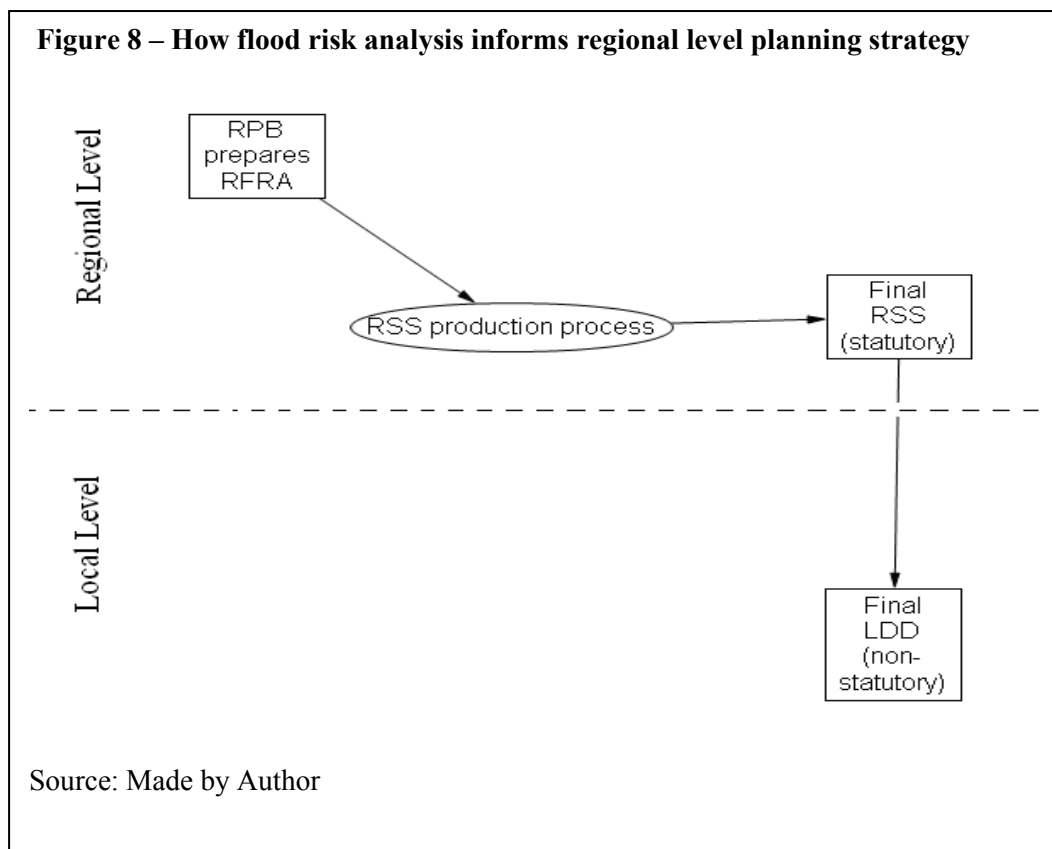 Figure 8 – How flood risk analysis informs regional level planning strategy
Regional Level
RPB
prepares
RFRA
RSS production process
Final
RSS
(statutory)
Local Level
Final
LDD
(non-
statutory)
Source: Made by Author